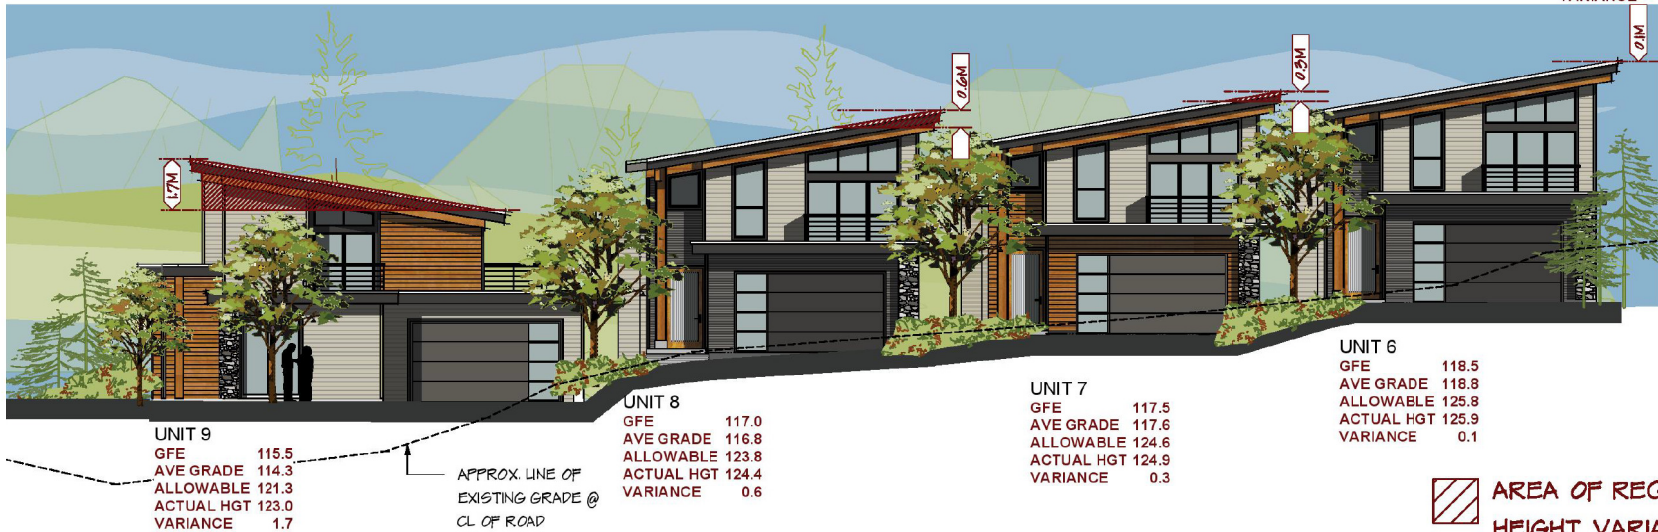 VARIANCE
0.1M
0.6M
0.3M
1.7M
UNIT 9
GFE 115.5
AVE GRADE 114.3
ALLOWABLE 121.3
ACTUAL HGT 123.0
VARIANCE 1.7
APPROX. LINE OF
EXISTING GRADE @
CL OF ROAD
UNIT 8
GFE 117.0
AVE GRADE 116.8
ALLOWABLE 123.8
ACTUAL HGT 124.4
VARIANCE 0.6
UNIT 7
GFE 117.5
AVE GRADE 117.6
ALLOWABLE 124.6
ACTUAL HGT 124.9
VARIANCE 0.3
UNIT 6
GFE 118.5
AVE GRADE 118.8
ALLOWABLE 125.8
ACTUAL HGT 125.9
VARIANCE 0.1
AREA OF
HEIGHT